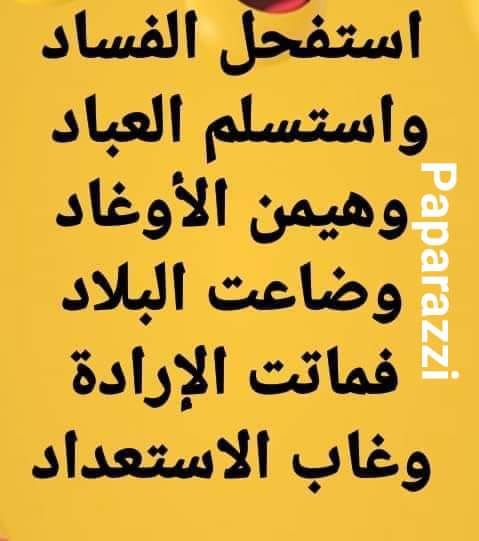 استفحل الفساد
واستسلم العباد
وهيمن الأوغاد
وضاعت البلاد
فماتت الإرادة
وغاب الاستعداد
Paparazzi